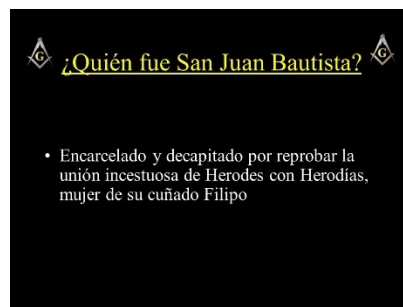 ¿Quién fue San Juan Bautista?
• Encarcelado y decapitado por reprobar la
unión incestuosa de Herodes con Herodías,
mujer de su cuñado Filipo